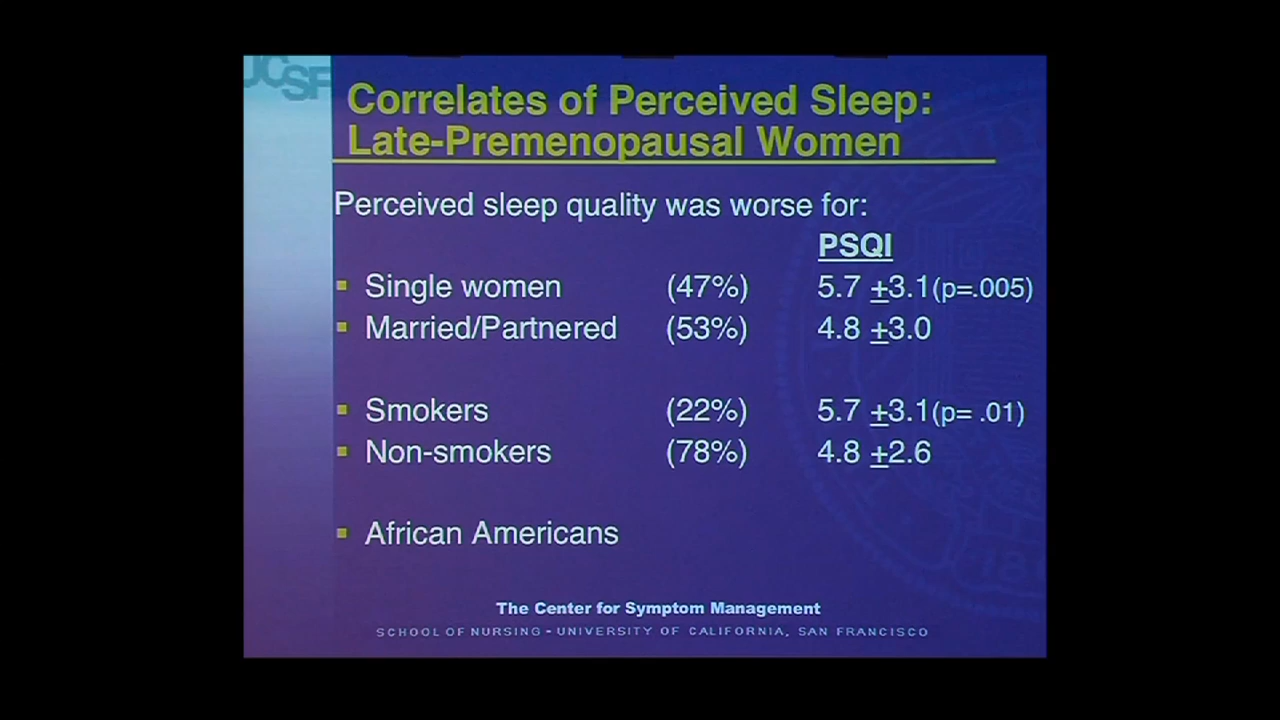 UCSF
Correlates of Perceived Sleep:
Late-Premenopausal Women
Perceived sleep quality was worse for:
PSQI
▪ Single women (47%) 5.7 ±3.1(p=.005)
▪ Married/Partnered (53%) 4.8 ±3.0
▪ Smokers (22%) 5.7 ±3.1(p= .01)
▪ Non-smokers (78%) 4.8 ±2.6
▪ African Americans
The Center for Symptom Management
SCHOOL OF NURSING - UNIVERSITY OF CALIFORNIA, SAN FRANCISCO